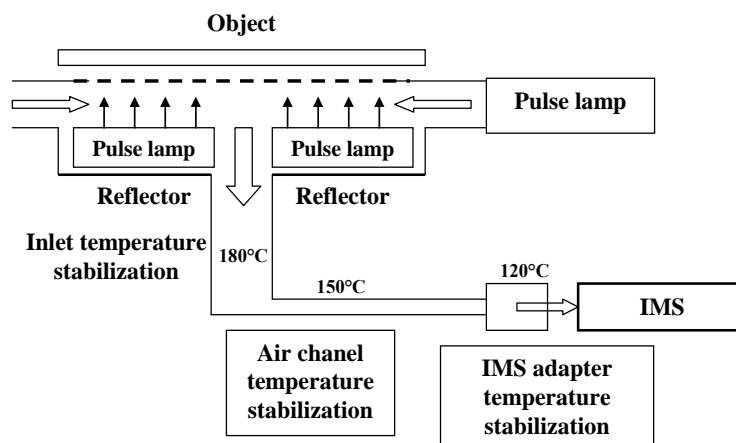 Object
Pulse lamp
Pulse lamp
Pulse lamp
Reflector
Reflector
Inlet temperature
stabilization
180°C
150°C
120°C
IMS
Air chanel
temperature
stabilization
IMS adapter
temperature
stabilization